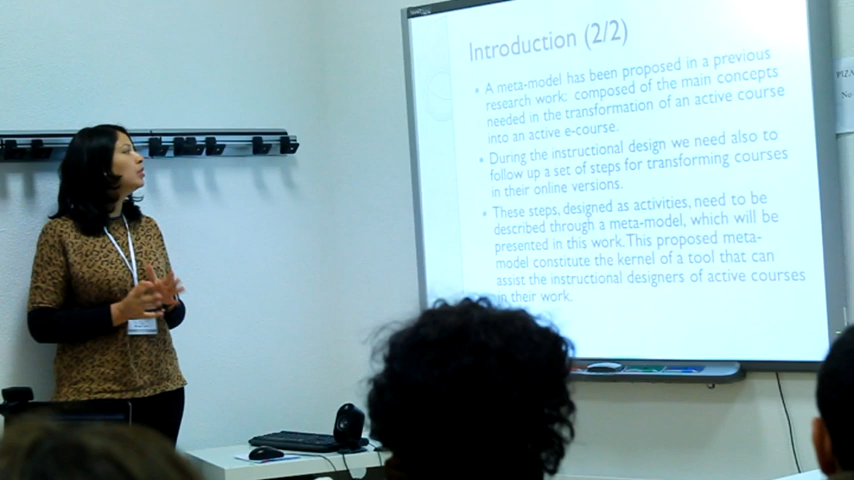 Introduction (2/2)
A meta-model has been proposed in a previous
research work: composed of the main concepts
needed in the transformation of an active course
into an active e-course.
During the instructional design we need also to
follow up a set of steps for transforming courses
in their online versions.
These steps, designed as activities, need to be
described through a meta-model, which will be
presented in this work. This proposed meta-
model constitute the kernel of a tool that can
assist the instructional designers of active courses
in their work.
PIZA
No